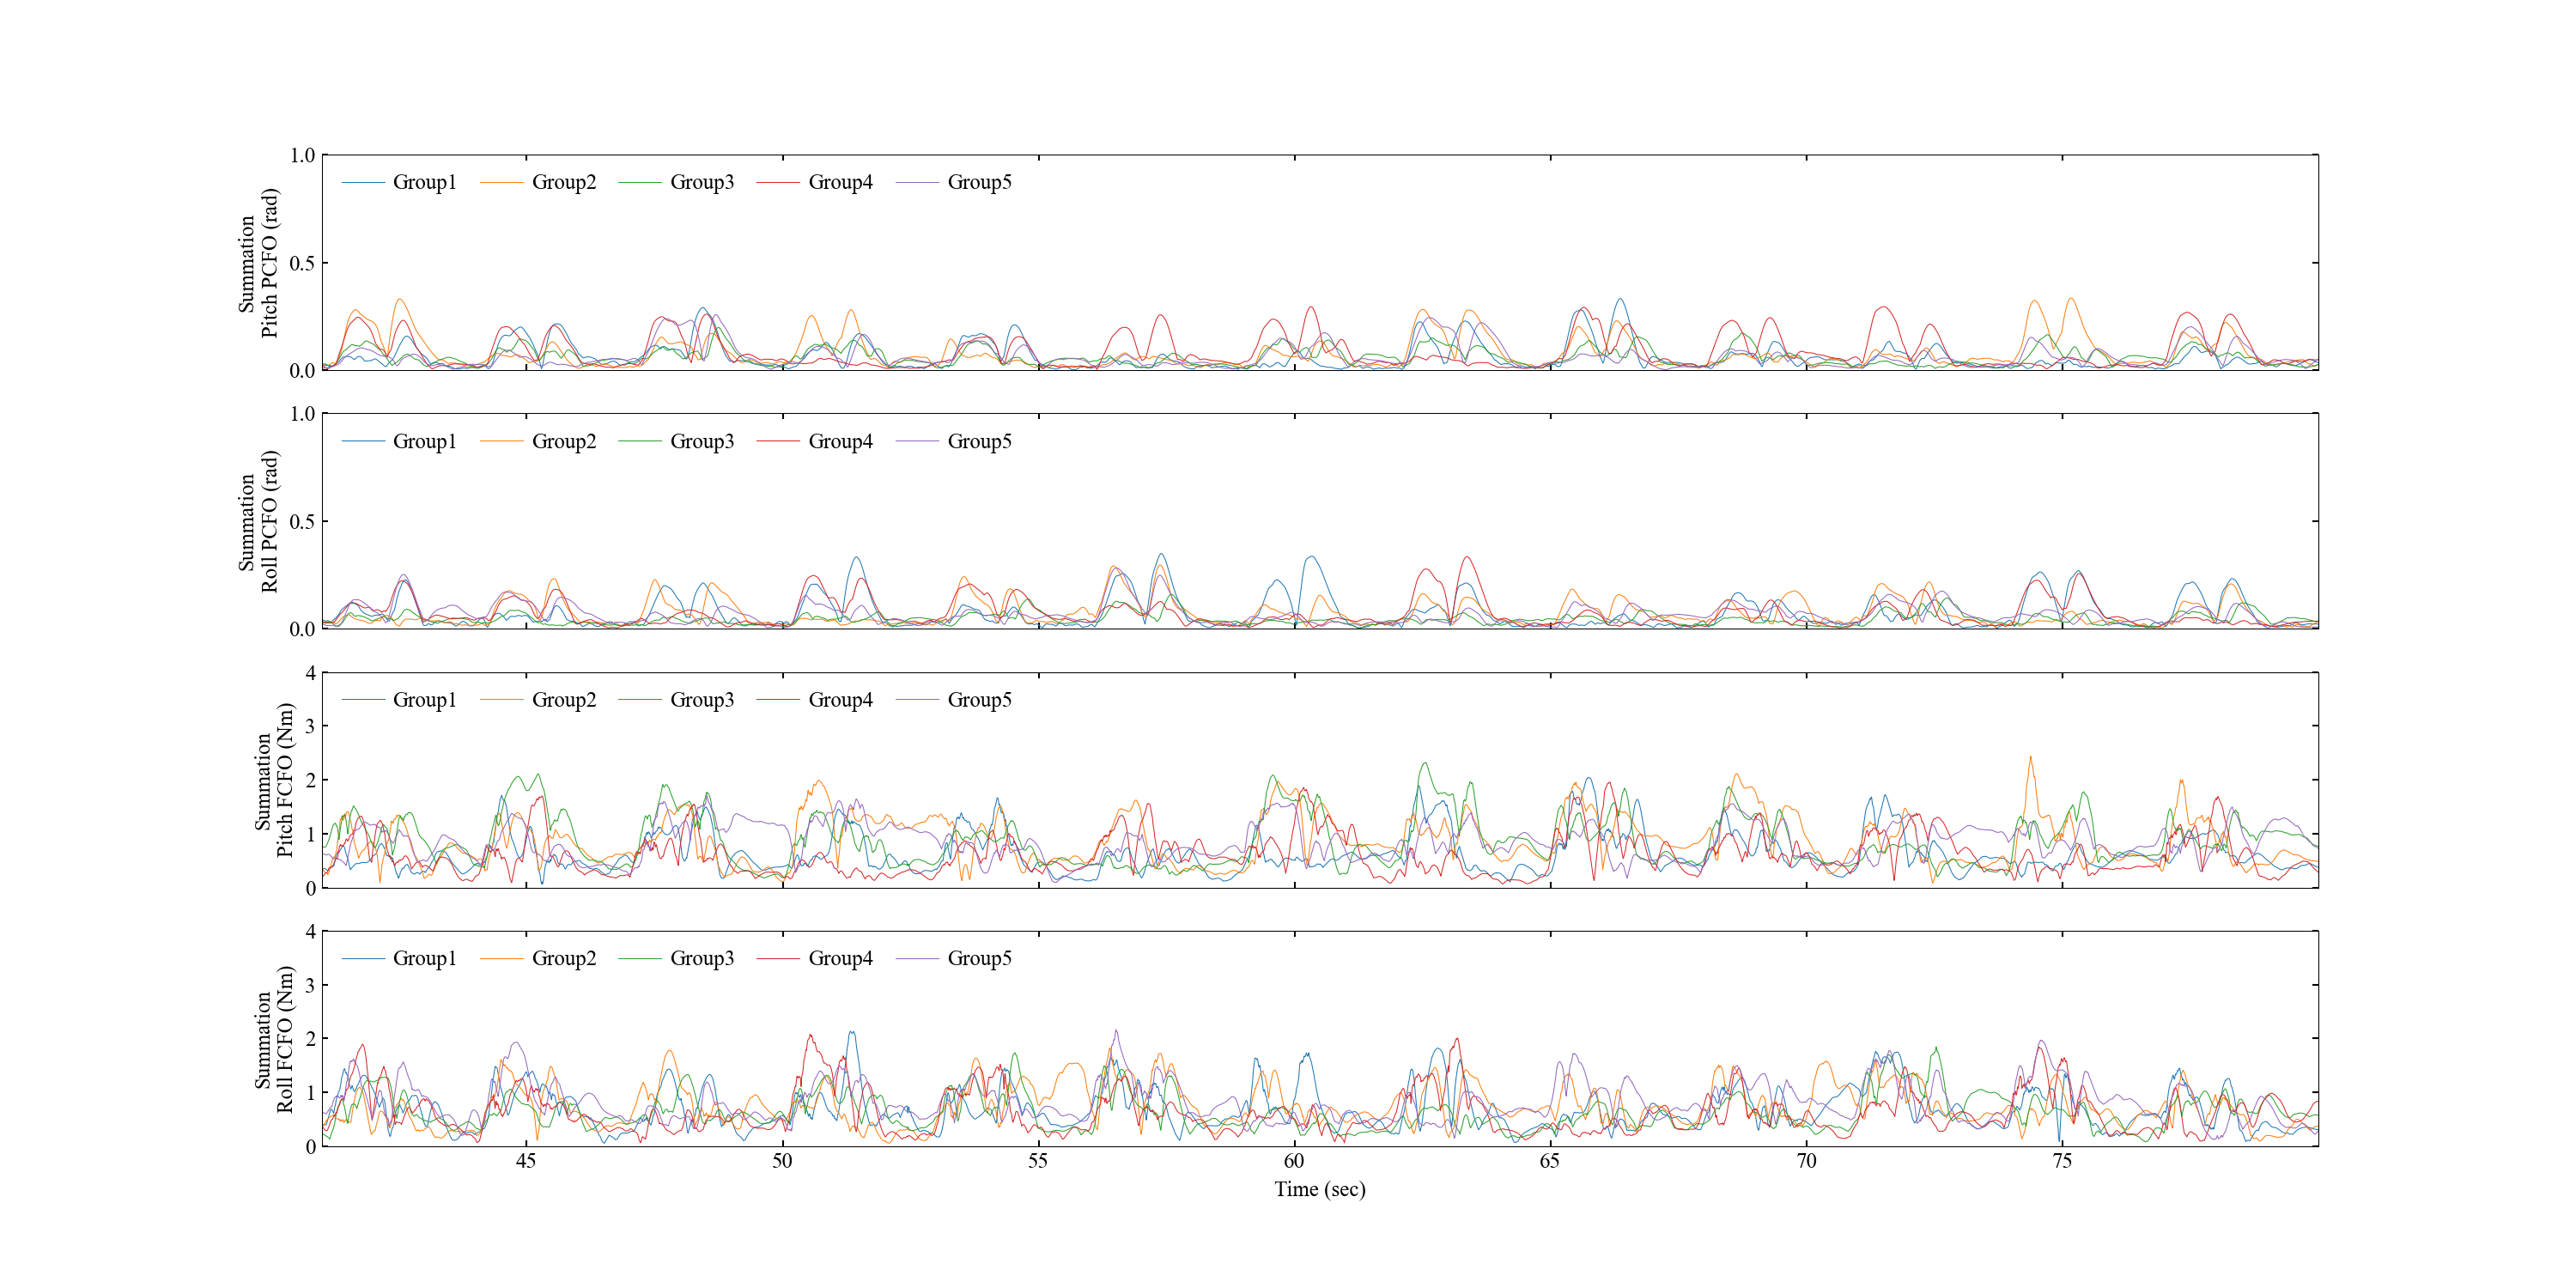 1.0
Group1 Group2 Group3 Group4 Group5
Summation
Pitch PCFO (rad)
0.5
0.0
1.0
Group1 Group2 Group3 Group4 Group5
Summation
Roll PCFO (rad)
0.5
0.0
4
Group1 Group2 Group3 Group4 Group5
3
Summation
Pitch FCFO (Nm)
2
1
0
4
Group1 Group2 Group3 Group4 Group5
3
Summation
Roll FCFO (Nm)
2
1
0
45 50 55 60 65 70 75
Time (sec)